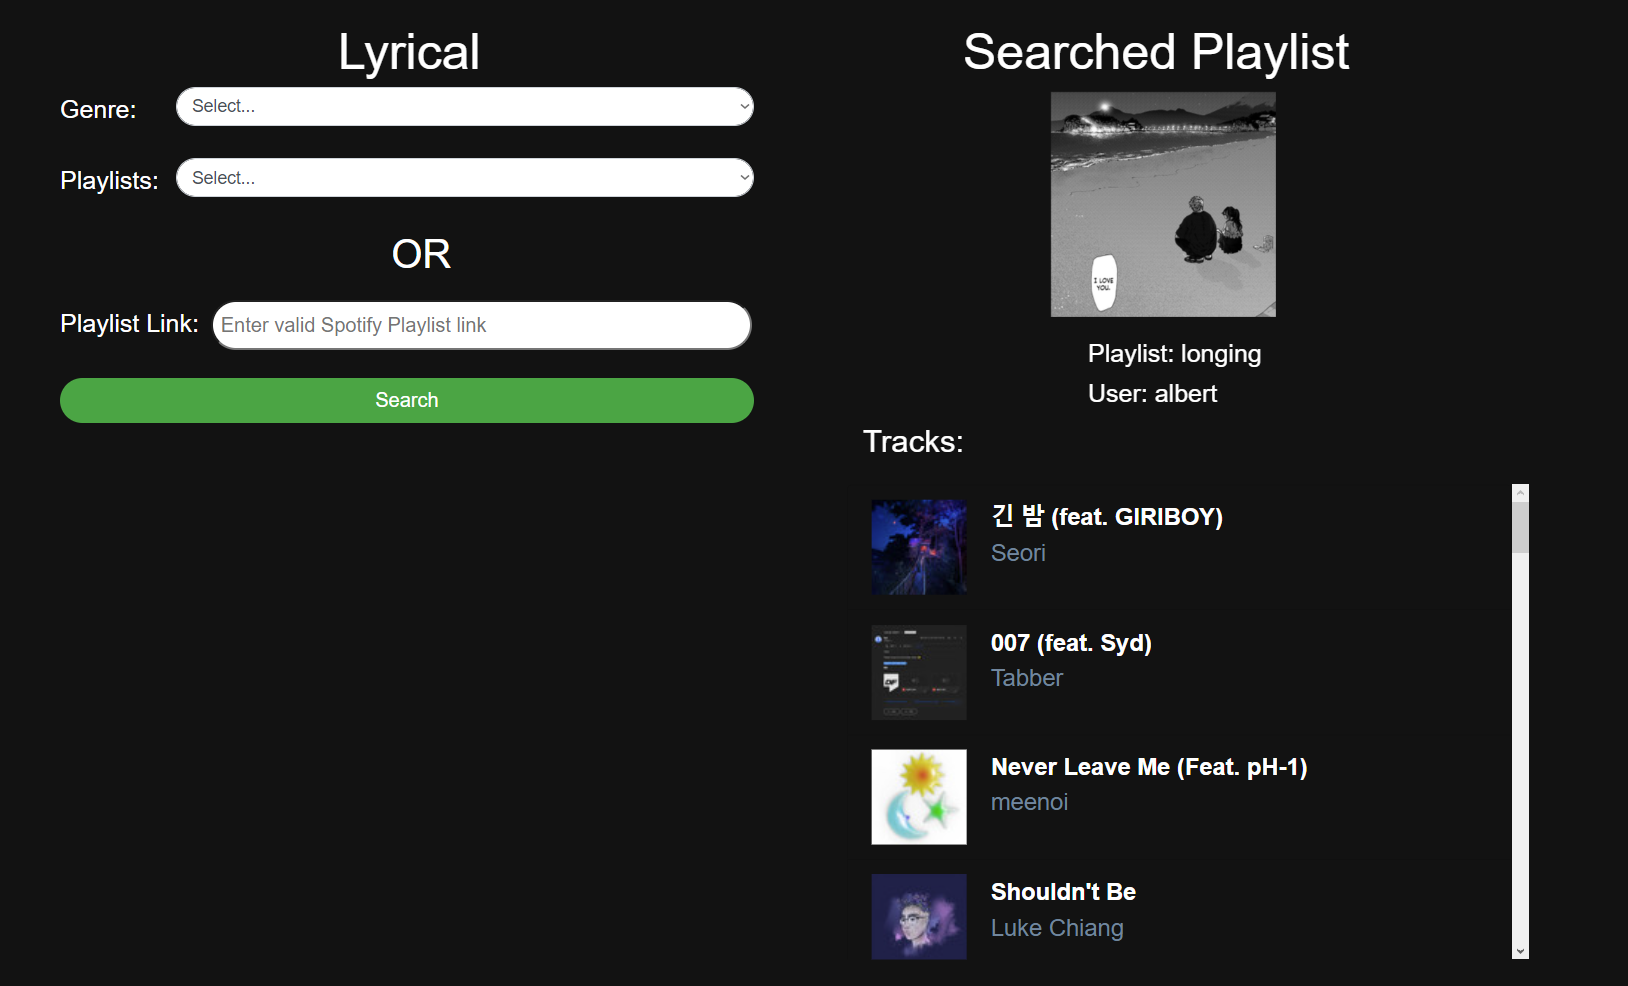 Lyrical
Genre:
Select...
Playlists:
Select...
OR
Playlist Link:
Enter valid Spotify Playlist link
Search
Searched Playlist
I LOVE
YOU.
Playlist: longing
User: albert
Tracks:
긴 밤 (feat. GIRIBOY)
Seori
007 (feat. Syd)
Tabber
Never Leave Me (Feat. pH-1)
meenoi
Shouldn't Be
Luke Chiang